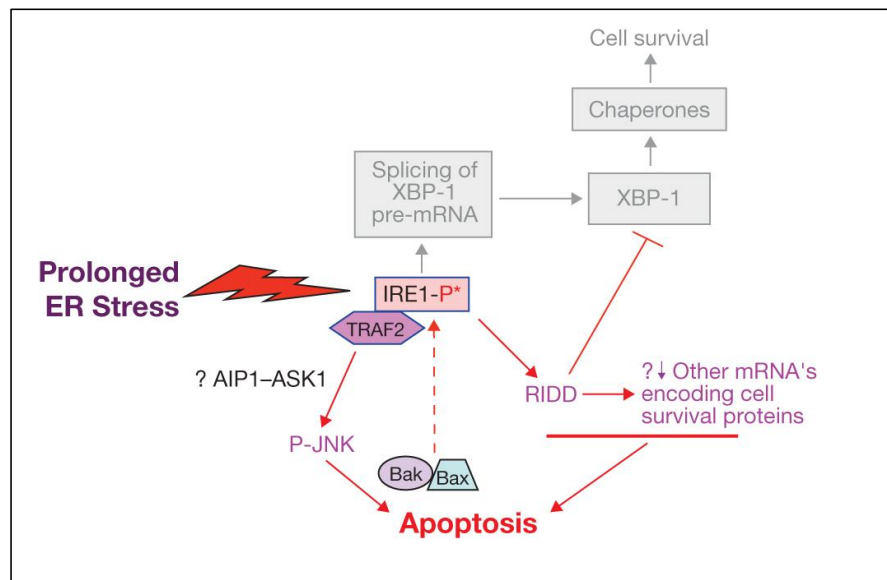 Cell survival
Chaperones
Splicing of
XBP-1
pre-mRNA
XBP-1
Prolonged
ER Stress
IRE1-P*
TRAF2
? AIP1–ASK1
RIDD
?↓ Other mRNA's
encoding cell
survival proteins
P-JNK
Bak
Bax
Apoptosis